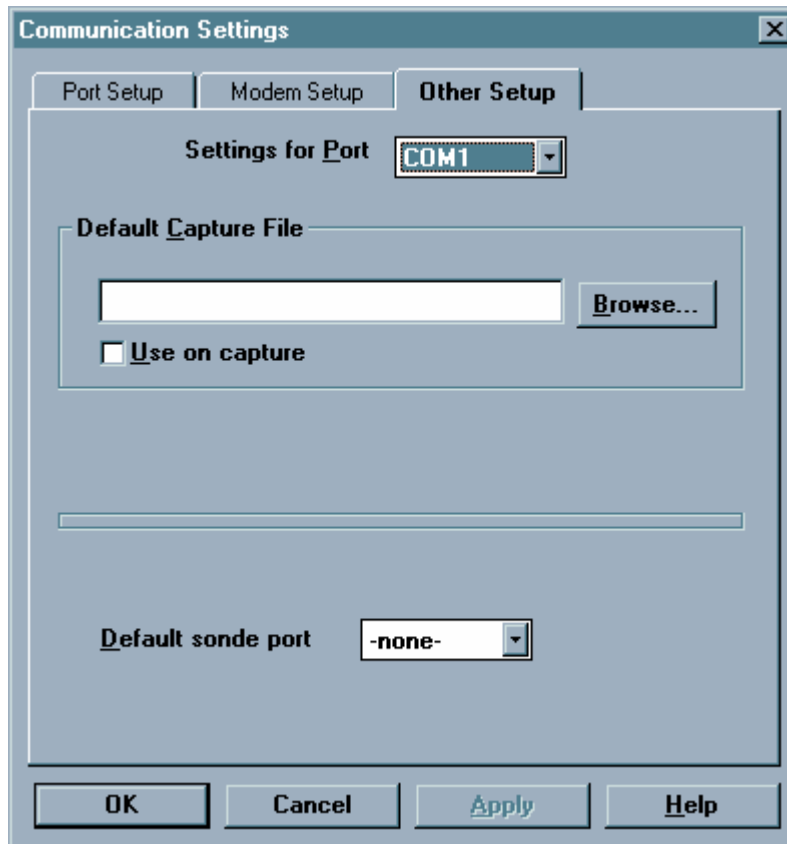 Communication Settings
Port Setup Modem Setup Other Setup
Settings for Port COM1
Default Capture File
Browse...
Use on capture
Default sonde port -none-
OK Cancel Apply Help